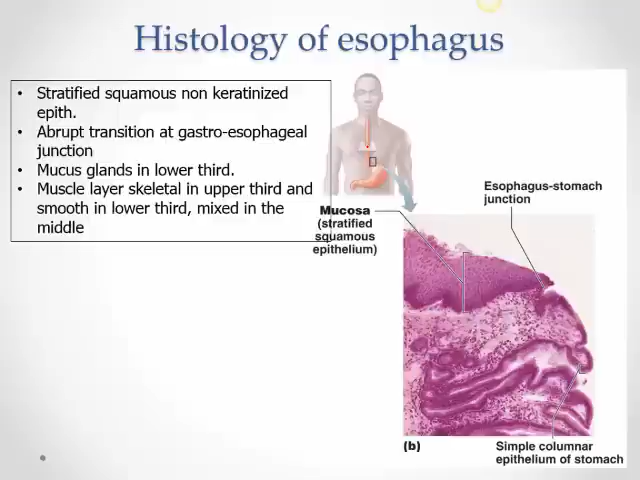 Histology of esophagus
• Stratified squamous non keratinized
epith.
• Abrupt transition at gastro-esophageal
junction
• Mucus glands in lower third.
• Muscle layer skeletal in upper third and
smooth in lower third, mixed in the
middle
Mucosa
(stratified
squamous
epithelium)
Esophagus-stomach
junction
(b)
Simple columnar
epithelium of stomach